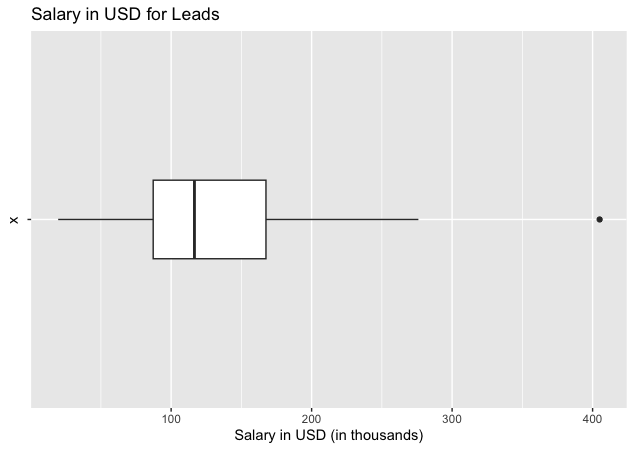 Salary in USD for Leads
x
100 200 300 400
Salary in USD (in thousands)